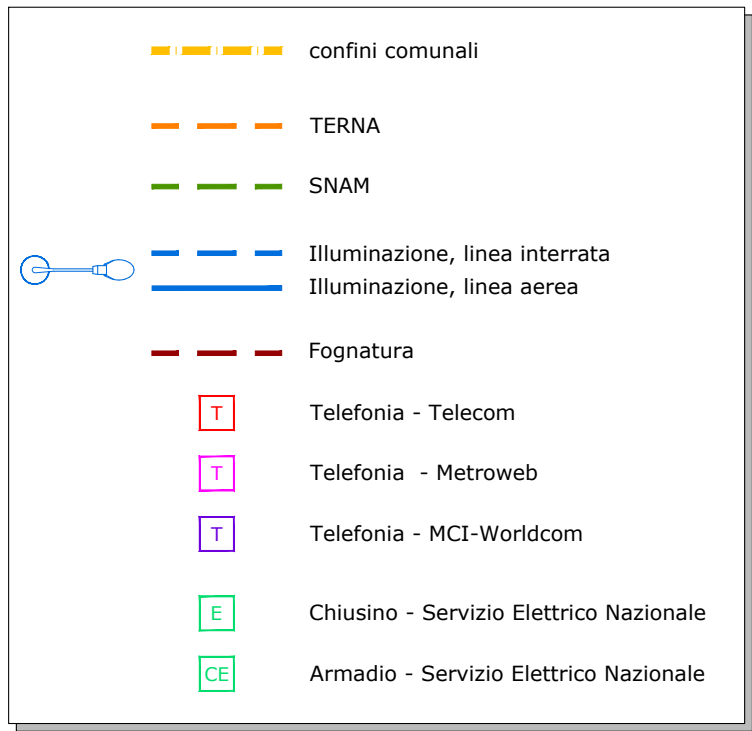 confini comunali
TERNA
SNAM
Illuminazione, linea interrata
Illuminazione, linea aerea
Fognatura
T Telefonia - Telecom
T Telefonia - Metroweb
T Telefonia - MCI-Worldcom
E Chiusino - Servizio Elettrico Nazionale
CE Armadio - Servizio Elettrico Nazionale